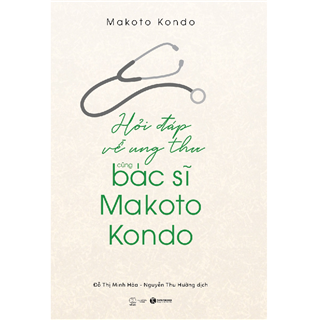 Makoto Kondo
Hỏi đáp
về ung thư
cùng
bác sĩ
Makoto
Kondo
Đỗ Thị Minh Hòa - Nguyễn Thu Hường dịch